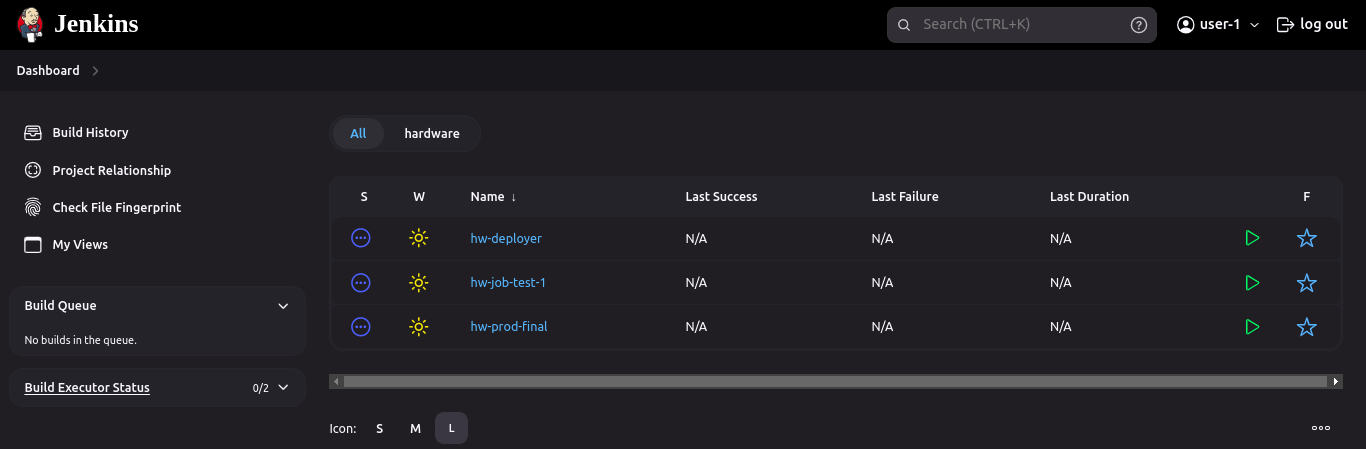 Jenkins
Search (CTRL+K)
user-1
log out
Dashboard
Build History
Project Relationship
Check File Fingerprint
My Views
Build Queue
No builds in the queue.
Build Executor Status 0/2
All hardware
S W Name ↓ Last Success Last Failure Last Duration F
hw-deployer N/A N/A N/A
hw-job-test-1 N/A N/A N/A
hw-prod-final N/A N/A N/A
Icon: S M L